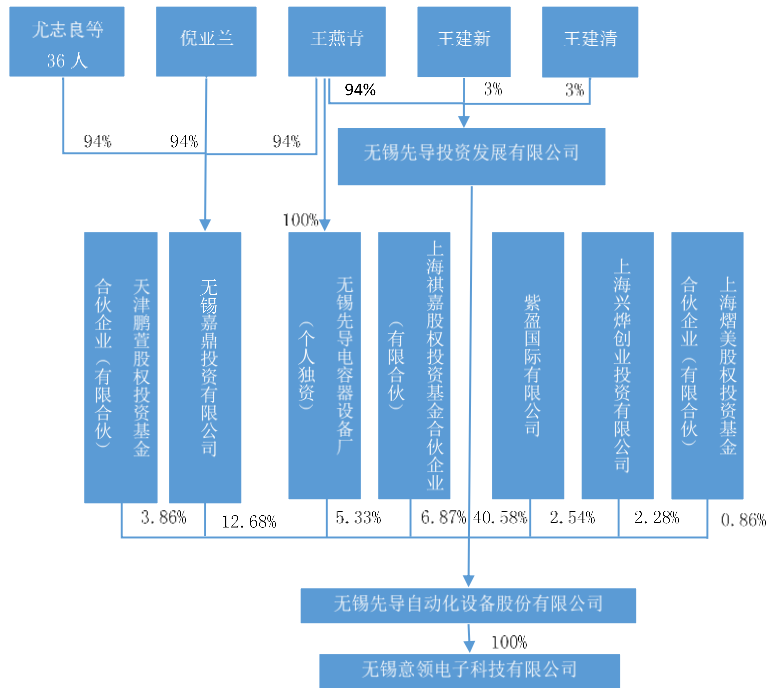 尤志良等
36 人
倪亚兰
王燕青
王建新
王建清
94%
3%
3%
94%
94%
94%
无锡先导投资发展有限公司
100%
天津鹏萱股权投资基金
合伙企业（有限合伙）
无锡嘉鼎投资有限公司
无锡先导电容器设备厂
（个人独资）
上海祺嘉股权投资基金合伙企业
（有限合伙）
紫盈国际有限公司
上海兴烨创业投资有限公司
上海熠美股权投资基金
合伙企业（有限合伙）
3.86%
12.68%
5.33%
6.87%
40.58%
2.54%
2.28%
0.86%
无锡先导自动化设备股份有限公司
100%
无锡意领电子科技有限公司